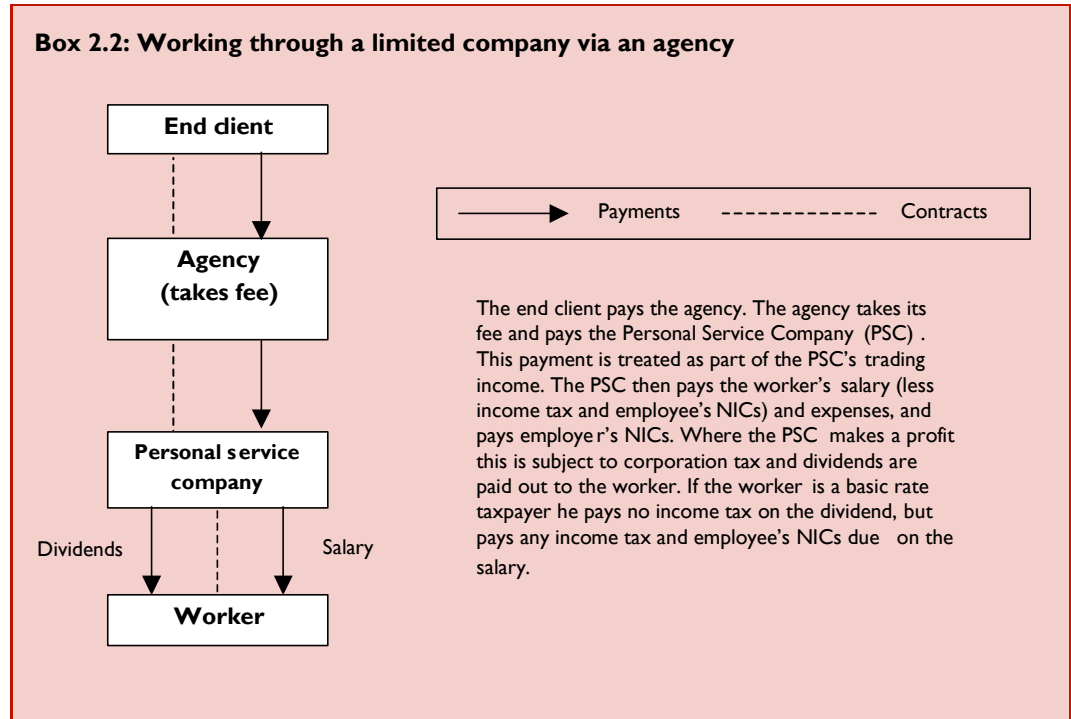 Box 2.2: Working through a limited company via an agency
End client
Agency
(takes fee)
Personal service
company
Dividends
Salary
Worker
Payments
Contracts
The end client pays the agency. The agency takes its
fee and pays the Personal Service Company (PSC) .
This payment is treated as part of the PSC's trading
income. The PSC then pays the worker's salary (less
income tax and employee's NICs) and expenses, and
pays employer's NICs. Where the PSC makes a profit
this is subject to corporation tax and dividends are
paid out to the worker. If the worker is a basic rate
taxpayer he pays no income tax on the dividend, but
pays any income tax and employee's NICs due on the
salary.